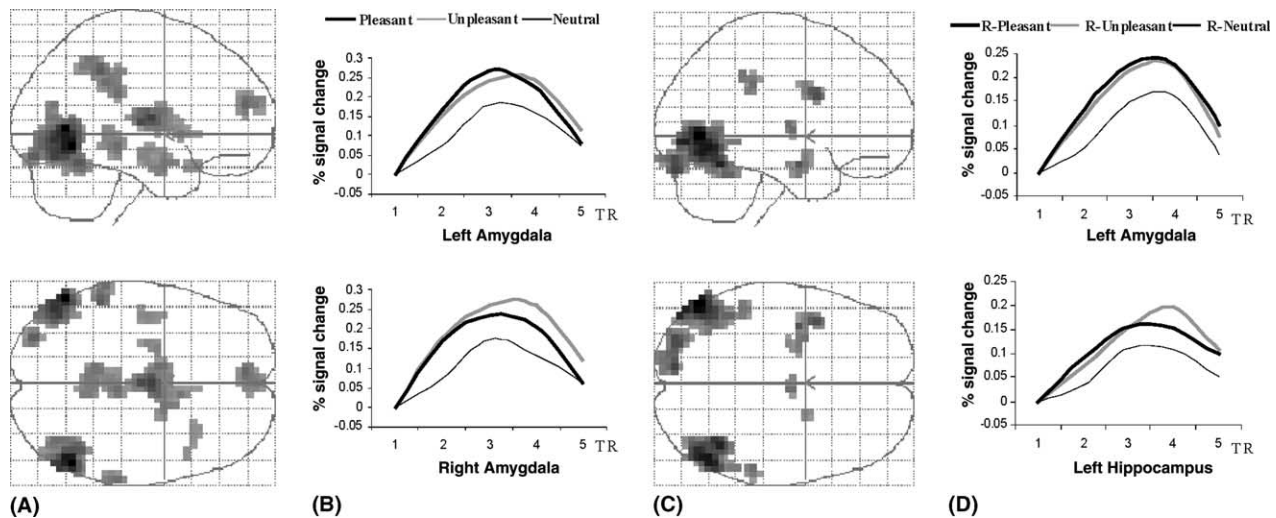 Pleasant Unpleasant Neutral
% signal change
0.3
0.25
0.2
0.15
0.1
0.05
0
-0.05
1 2 3 4 5 TR
Left Amygdala
% signal change
0.3
0.25
0.2
0.15
0.1
0.05
0
-0.05
1 2 3 4 5 TR
Right Amygdala
R-Pleasant R-Unpleasant R-Neutral
% signal change
0.25
0.2
0.15
0.1
0.05
0
-0.05
1 2 3 4 5 TR
Left Amygdala
% signal change
0.25
0.2
0.15
0.1
0.05
0
-0.05
1 2 3 4 5 TR
Left Hippocampus
(A) (B) (C) (D)